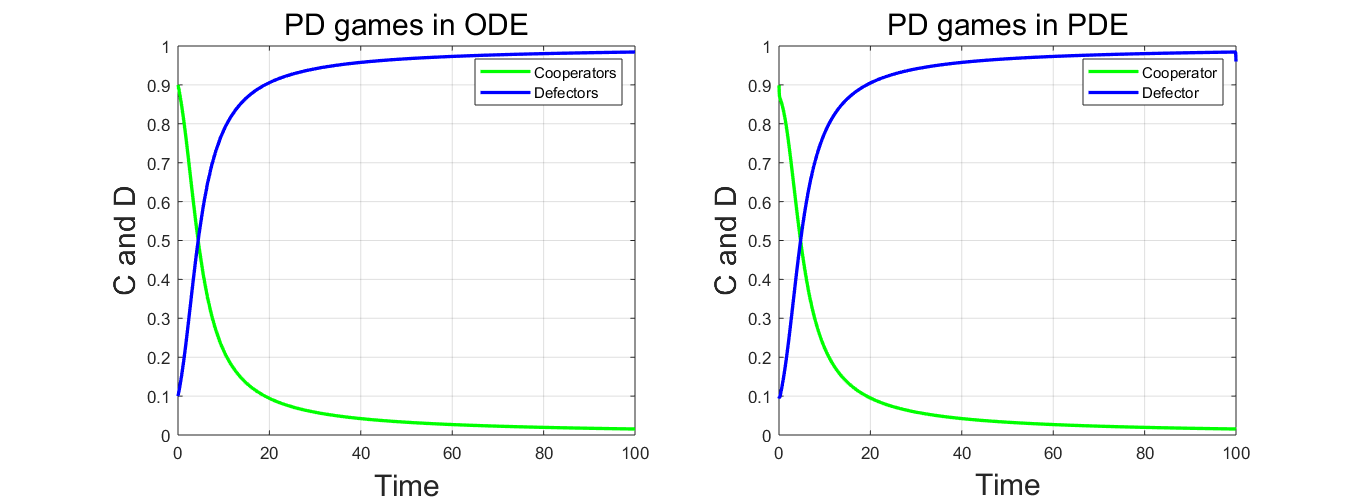 PD games in ODE
1
0.9
0.8
0.7
0.6
0.5
0.4
0.3
0.2
0.1
0
C and D
Cooperators
Defectors
0 20 40 60 80 100
Time
PD games in PDE
1
0.9
0.8
0.7
0.6
0.5
0.4
0.3
0.2
0.1
0
C and D
Cooperator
Defector
0 20 40 60 80 100
Time